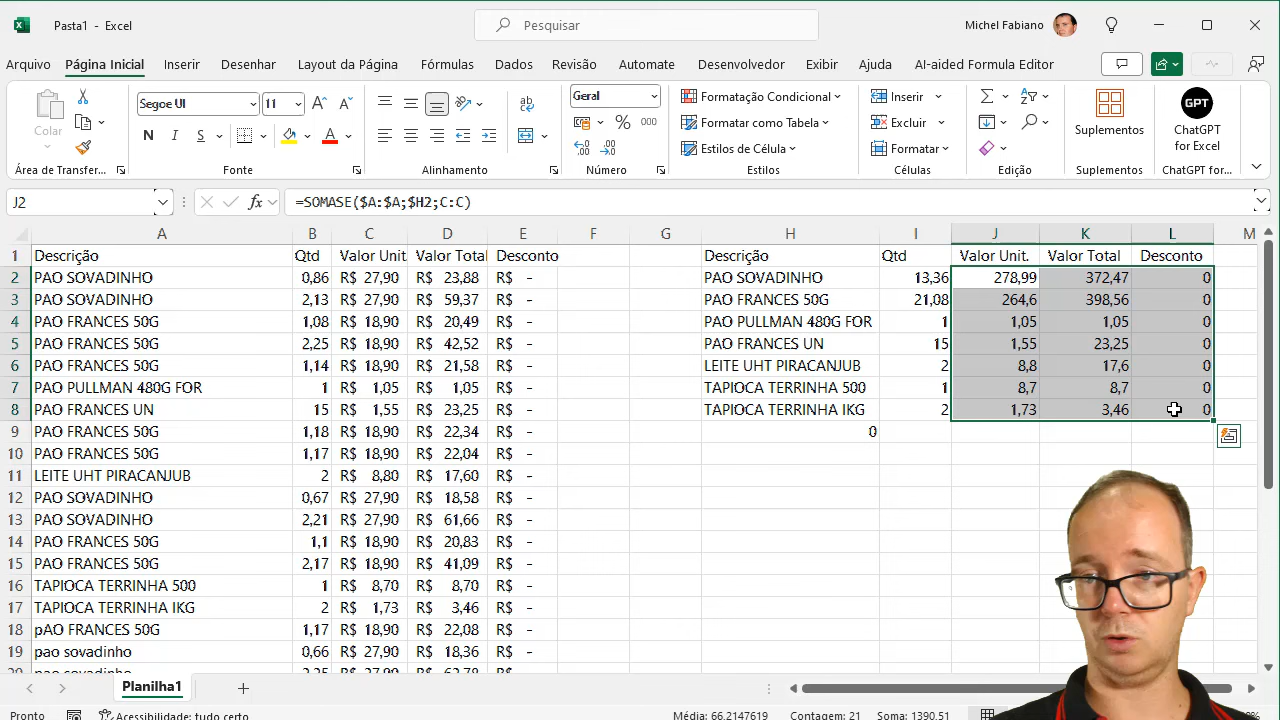 Pasta1 - Excel
Pesquisar
Michel Fabiano
Arquivo Página Inicial Inserir Desenhar Layout da Página Fórmulas Dados Revisão Automate Desenvolvedor Exibir Ajuda AI-aided Formula Editor
Colar
Segoe UI 11
N I S
ab
Geral
% 000
Formatação Condicional
Formatar como Tabela
Estilos de Célula
Inserir
Excluir
Formatar
Suplementos
GPT
ChatGPT
for Excel
Área de Transfer... Fonte Alinhamento Número Estilos Células Suplementos ChatGPT for...
J2 fx =SOMASE($A:$A;$H2;C:C)
A B C D E F G H I J K L M
1 Descrição Qtd Valor Unit. Valor Total Desconto Descrição Qtd Valor Unit. Valor Total Desconto
2 PAO SOVADINHO 0,86 R$ 27,90 R$ 23,88 R$ - PAO SOVADINHO 13,36 278,99 372,47 0
3 PAO SOVADINHO 2,13 R$ 27,90 R$ 59,37 R$ - PAO FRANCES 50G 21,08 264,6 398,56 0
4 PAO FRANCES 50G 1,08 R$ 18,90 R$ 20,49 R$ - PAO PULLMAN 480G FOR 1 1,05 1,05 0
5 PAO FRANCES 50G 2,25 R$ 18,90 R$ 42,52 R$ - PAO FRANCES UN 15 1,55 23,25 0
6 PAO FRANCES 50G 1,14 R$ 18,90 R$ 21,58 R$ - LEITE UHT PIRACANJUB 2 8,8 17,6 0
7 PAO PULLMAN 480G FOR 1 R$ 1,05 R$ 1,05 R$ - TAPIOCA TERRINHA 500 1 8,7 8,7 0
8 PAO FRANCES UN 15 R$ 1,55 R$ 23,25 R$ - TAPIOCA TERRINHA IKG 2 1,73 3,46 0
9 PAO FRANCES 50G 1,18 R$ 18,90 R$ 22,34 R$ - 0
10 PAO FRANCES 50G 1,17 R$ 18,90 R$ 22,04 R$ -
11 LEITE UHT PIRACANJUB 2 R$ 8,80 R$ 17,60 R$ -
12 PAO SOVADINHO 0,67 R$ 27,90 R$ 18,58 R$ -
13 PAO SOVADINHO 2,21 R$ 27,90 R$ 61,66 R$ -
14 PAO FRANCES 50G 1,1 R$ 18,90 R$ 20,83 R$ -
15 PAO FRANCES 50G 2,17 R$ 18,90 R$ 41,09 R$ -
16 TAPIOCA TERRINHA 500 1 R$ 8,70 R$ 8,70 R$ -
17 TAPIOCA TERRINHA IKG 2 R$ 1,73 R$ 3,46 R$ -
18 pAO FRANCES 50G 1,17 R$ 18,90 R$ 22,08 R$ -
19 pao sovadinho 0,66 R$ 27,90 R$ 18,36 R$ -
pao sovadinho 2,25 R$ 27,90 R$ 62,78 R$
Planilha1
Pronto Acessibilidade: tudo certo Média: 66,2147619 Contagem: 21 Soma: 1390,51